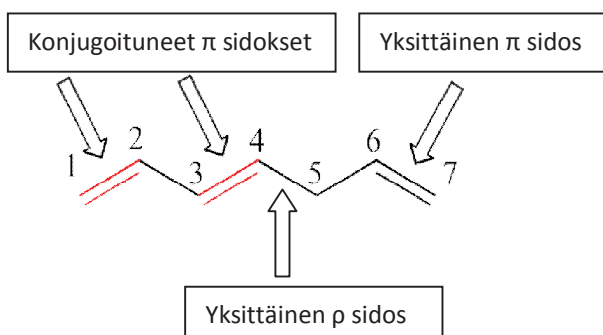 Konjugoituneet π sidokset
Yksittäinen π sidos
1
2
3
4
5
6
7
Yksittäinen ρ sidos